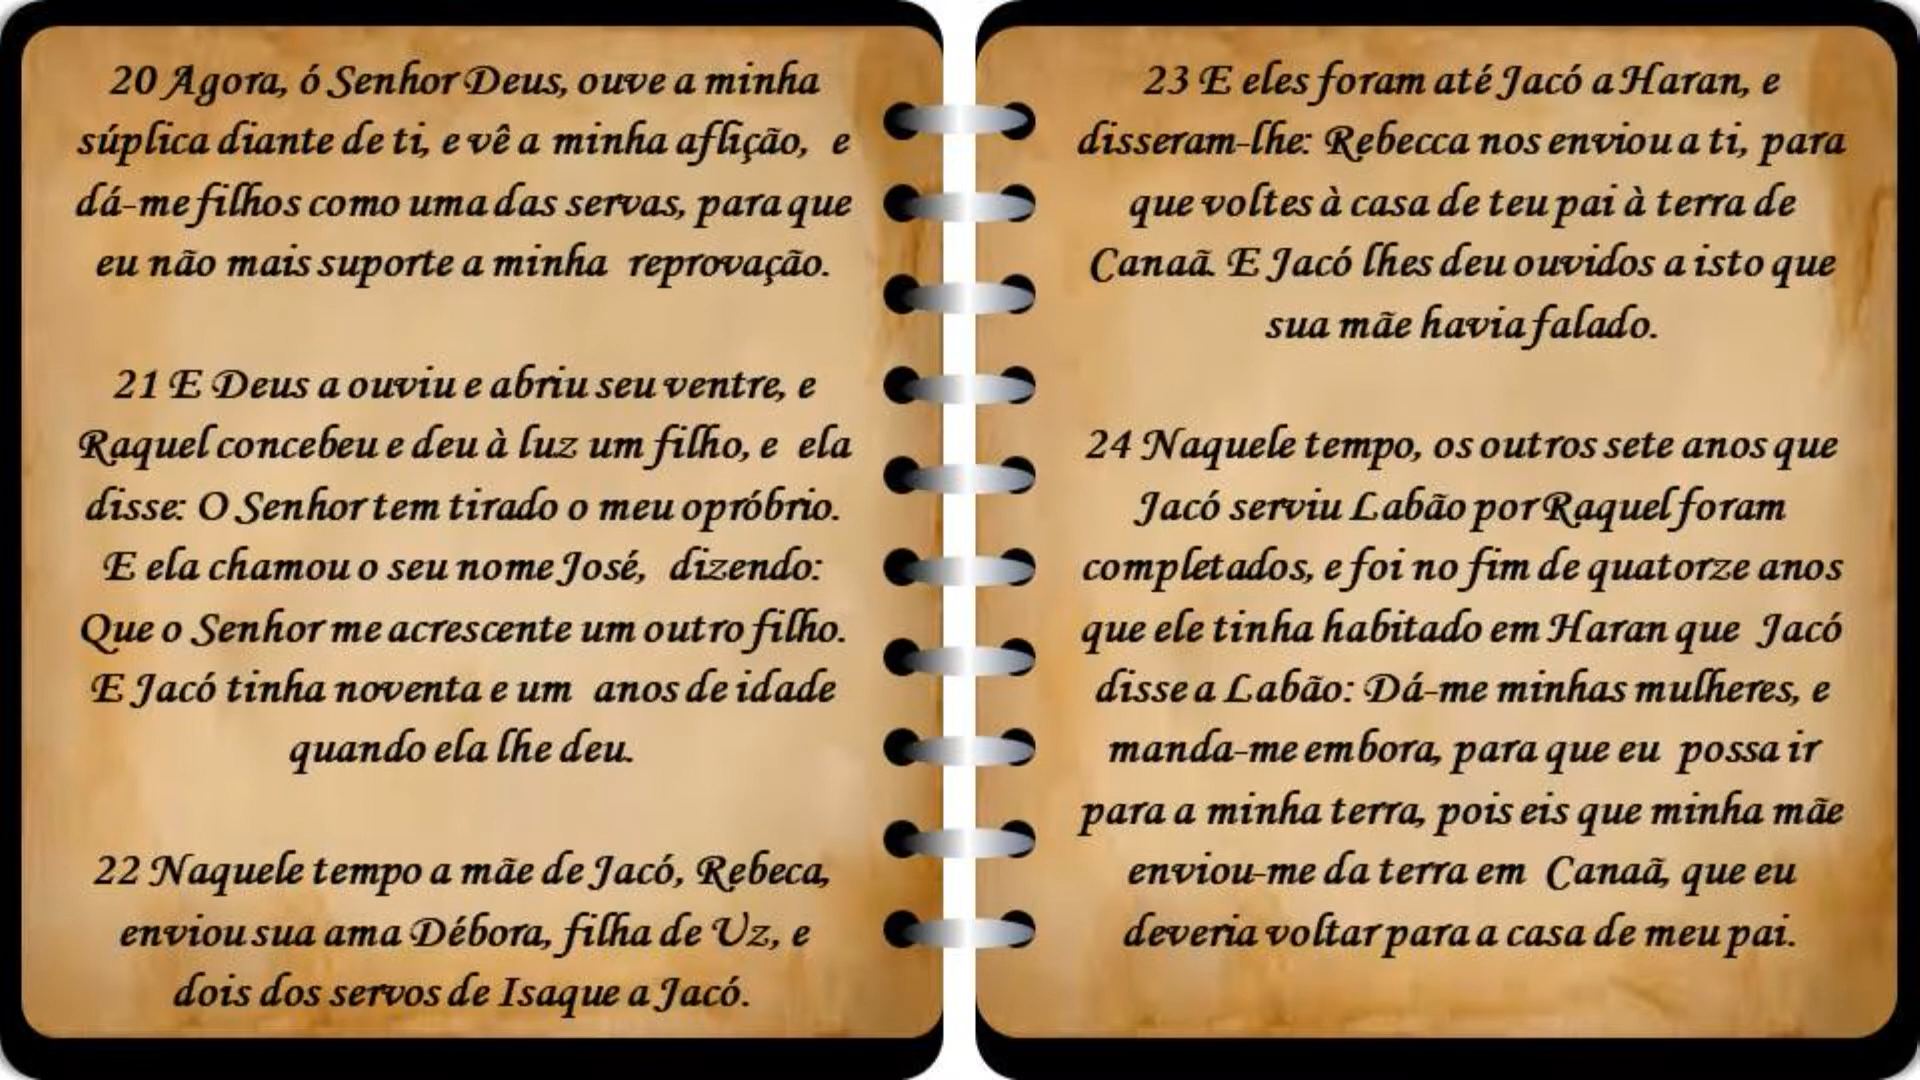 20 Agora, ó Senhor Deus, ouve a minha
súplica diante de ti, e vê a minha aflição, e
dá-me filhos como uma das servas, para que
eu não mais suporte a minha reprovação.
21 E Deus a ouviu e abriu seu ventre, e
Raquel concebeu e deu à luz um filho, e ela
disse: O Senhor tem tirado o meu opróbrio.
E ela chamou o seu nome José, dizendo:
Que o Senhor me acrescente um outro filho.
E Jacó tinha noventa e um anos de idade
quando ela lhe deu.
22 Naquele tempo a mãe de Jacó, Rebeca,
enviou sua ama Débora, filha de Uz, e
dois dos servos de Isaque a Jacó.
23 E eles foram até Jacó a Haran, e
disseram-lhe: Rebecca nos enviou a ti, para
que voltes à casa de teu pai à terra de
Canaã. E Jacó lhes deu ouvidos a isto que
sua mãe havia falado.
24 Naquele tempo, os outros sete anos que
Jacó serviu Labão por Raquel foram
completados, e foi no fim de quatorze anos
que ele tinha habitado em Haran que Jacó
disse a Labão: Dá-me minhas mulheres, e
manda-me embora, para que eu possa ir
para a minha terra, pois eis que minha mãe
enviou-me da terra em Canaã, que eu
deveria voltar para a casa de meu pai.